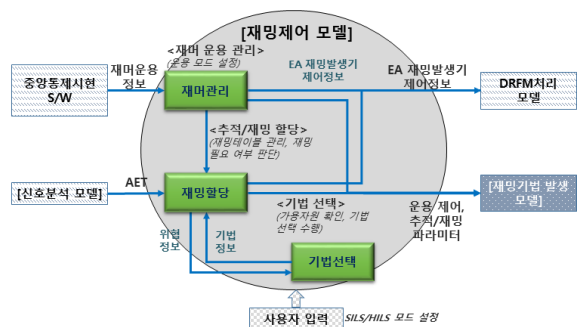 [재밍제어 모델]
<재머 운용 관리>
(운용 모드 설정)
중앙통제시현
S/W
재머운용
정보
재머관리
EA 재밍발생기
제어정보
EA 재밍발생기
제어정보
DRFM처리
모델
<추적/재밍 할당>
(재밍테이블 관리, 재밍
필요 여부 판단)
[신호분석 모델]
AET
재밍할당
[재밍기법 발생
모델]
<기법 선택>
(가용자원 확인, 기법
선택 수행)
운용 제어,
추적/재밍
파라미터
위협
정보
기법
정보
기법선택
사용자 입력
SILS/HILS 모드 설정